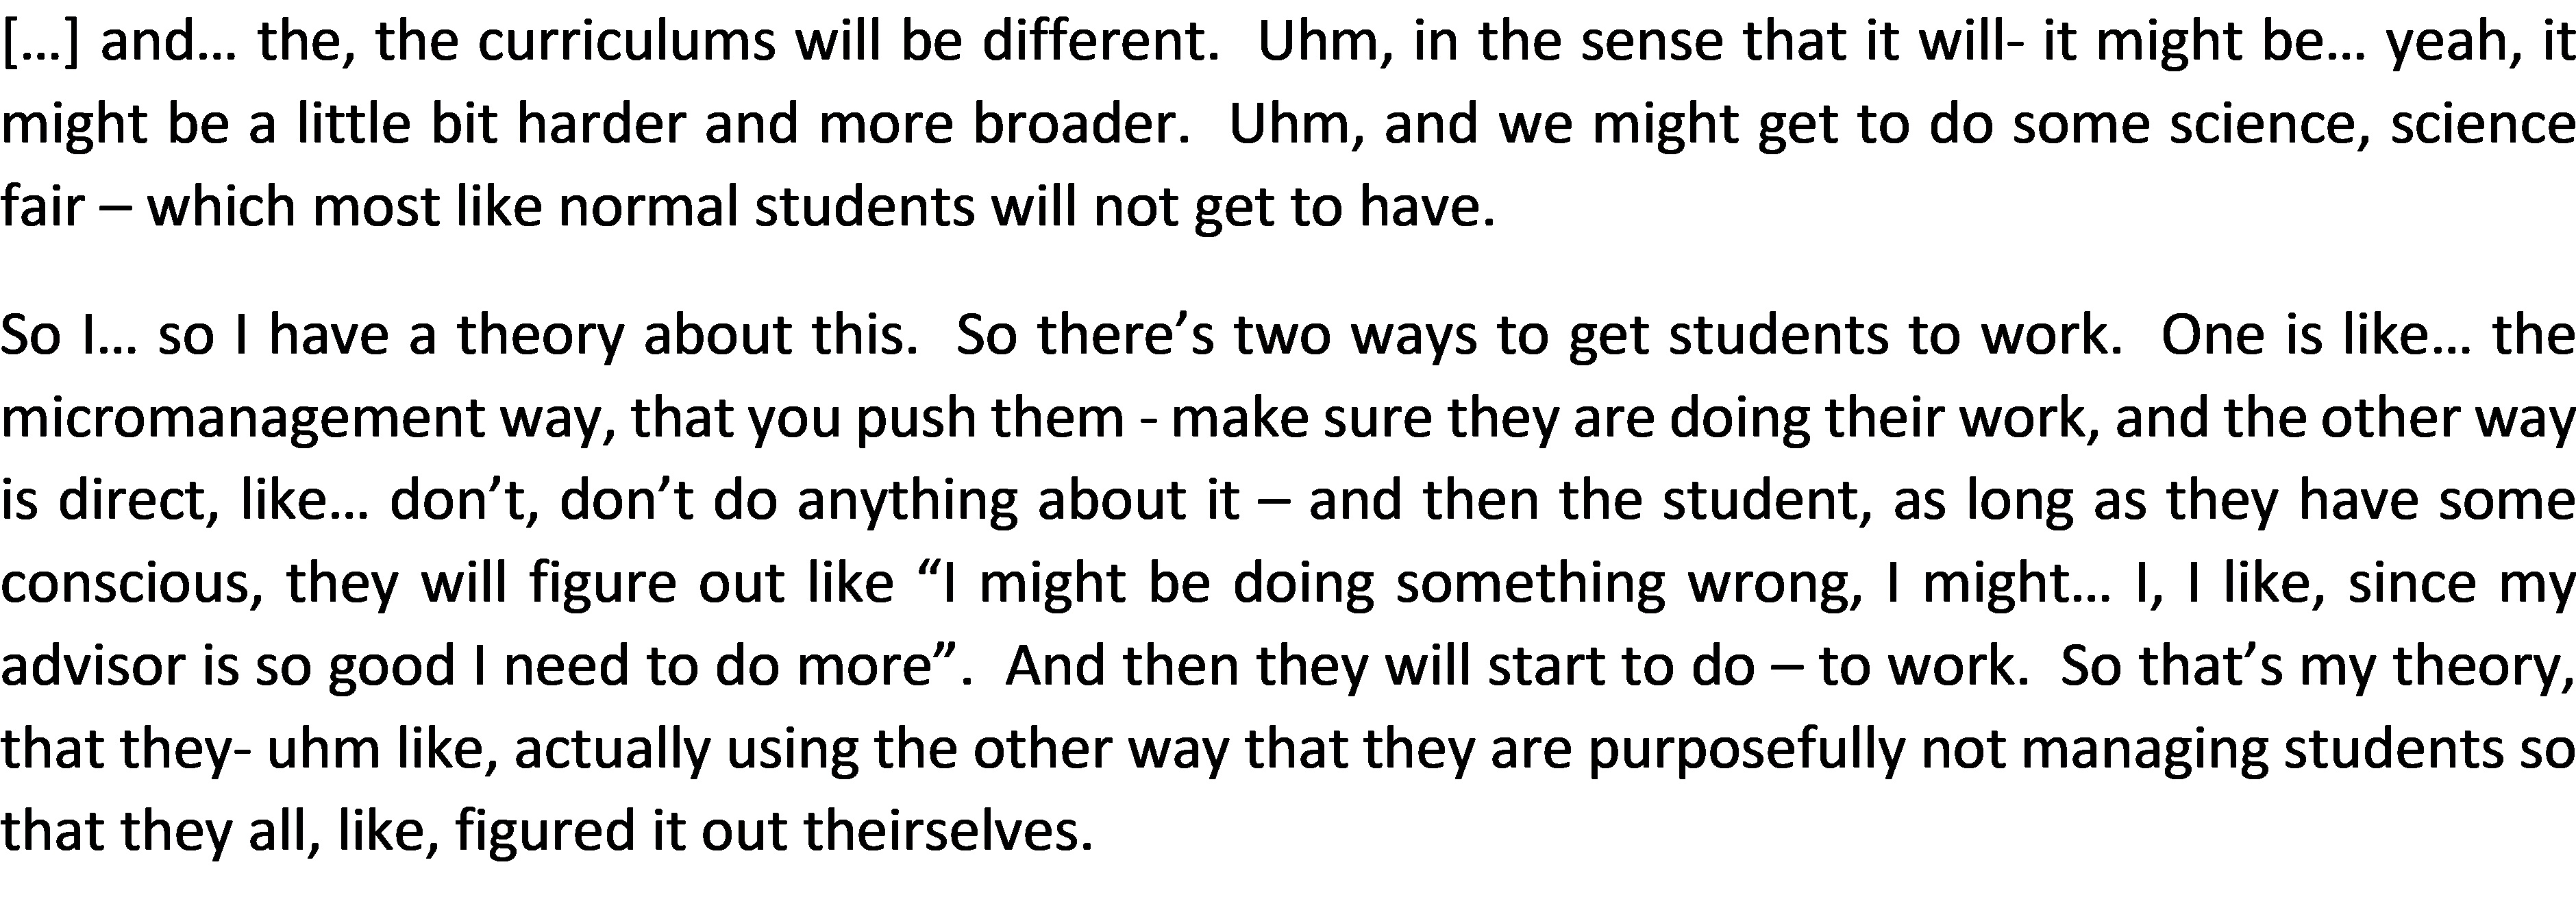 […] and… the, the curriculums will be different.  Uhm, in the sense that it will- it might be… yeah, it
might be a little bit harder and more broader.  Uhm, and we might get to do some science, science
fair – which most like normal students will not get to have.
So I… so I have a theory about this.  So there’s two ways to get students to work.  One is like… the
micromanagement way, that you push them - make sure they are doing their work, and the other way
is direct, like… don’t, don’t do anything about it – and then the student, as long as they have some
conscious, they will figure out like “I might be doing something wrong, I might… I, I like, since my
advisor is so good I need to do more”.  And then they will start to do – to work.  So that’s my theory,
that they- uhm like, actually using the other way that they are purposefully not managing students so
that they all, like, figured it out theirselves.